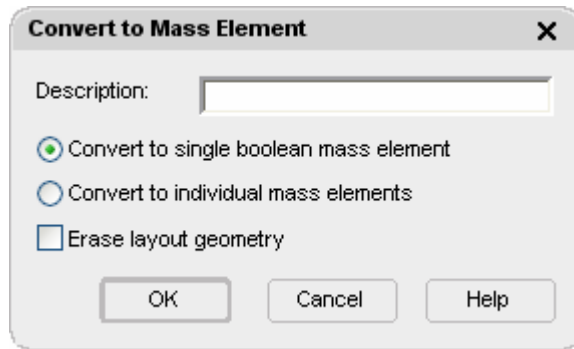 Convert to Mass Element
Description:
Convert to single boolean mass element
Convert to individual mass elements
Erase layout geometry
OK Cancel Help